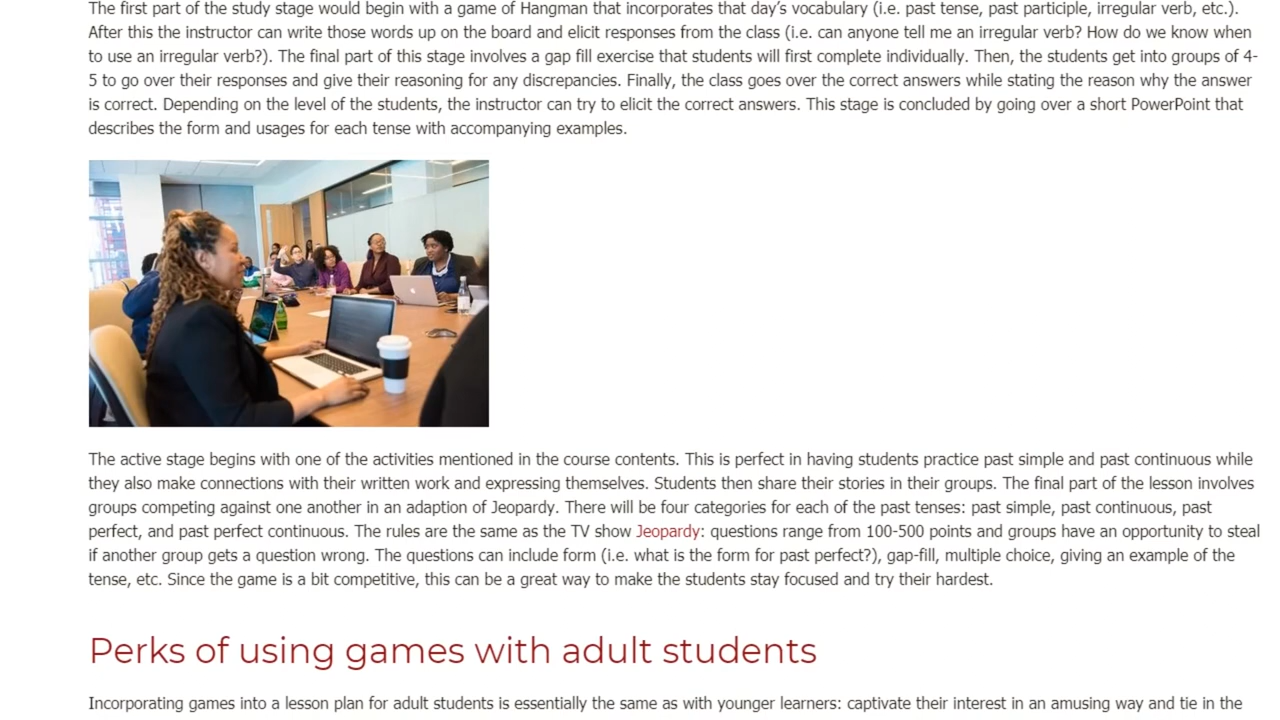 The first part of the study stage would begin with a game of Hangman that incorporates that day’s vocabulary (i.e. past tense, past participle, irregular verb, etc.).
After this the instructor can write those words up on the board and elicit responses from the class (i.e. can anyone tell me an irregular verb? How do we know when
to use an irregular verb?). The final part of this stage involves a gap fill exercise that students will first complete individually. Then, the students get into groups of 4-
5 to go over their responses and give their reasoning for any discrepancies. Finally, the class goes over the correct answers while stating the reason why the answer
is correct. Depending on the level of the students, the instructor can try to elicit the correct answers. This stage is concluded by going over a short PowerPoint that
describes the form and usages for each tense with accompanying examples.
The active stage begins with one of the activities mentioned in the course contents. This is perfect in having students practice past simple and past continuous while
they also make connections with their written work and expressing themselves. Students then share their stories in their groups. The final part of the lesson involves
groups competing against one another in an adaption of Jeopardy. There will be four categories for each of the past tenses: past simple, past continuous, past
perfect, and past perfect continuous. The rules are the same as the TV show Jeopardy: questions range from 100-500 points and groups have an opportunity to steal
if another group gets a question wrong. The questions can include form (i.e. what is the form for past perfect?), gap-fill, multiple choice, giving an example of the
tense, etc. Since the game is a bit competitive, this can be a great way to make the students stay focused and try their hardest.
Perks of using games with adult students
Incorporating games into a lesson plan for adult students is essentially the same as with younger learners: captivate their interest in an amusing way and tie in the